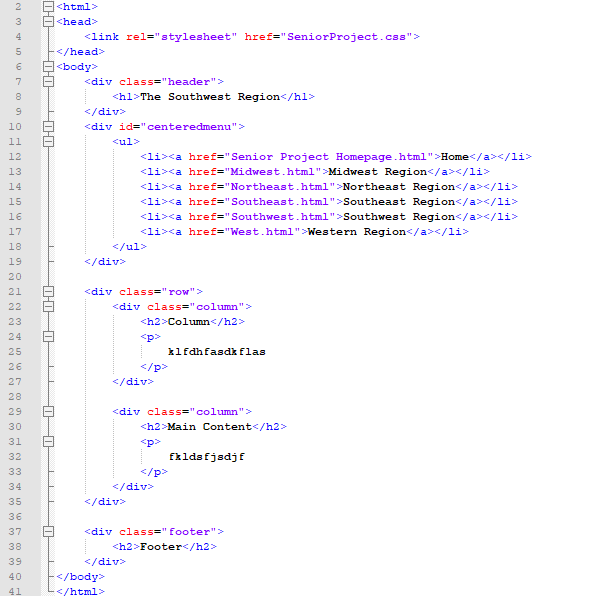 2 <html>
3 <head>
4 <link rel="stylesheet" href="SeniorProject.css">
5 </head>
6 <body>
7 <div class="header">
8 <h1>The Southwest Region</h1>
9 </div>
10 <div id="centeredmenu">
11 <ul>
12 <li><a href="Senior Project Homepage.html">Home</a></li>
13 <li><a href="Midwest.html">Midwest Region</a></li>
14 <li><a href="Northeast.html">Northeast Region</a></li>
15 <li><a href="Southeast.html">Southeast Region</a></li>
16 <li><a href="Southwest.html">Southwest Region</a></li>
17 <li><a href="West.html">Western Region</a></li>
18 </ul>
19 </div>
20
21 <div class="row">
22 <div class="column">
23 <h2>Column</h2>
24 <p>
25 klfdhfasdkflas
26 </p>
27 </div>
28
29 <div class="column">
30 <h2>Main Content</h2>
31 <p>
32 fkldsfjsdjf
33 </p>
34 </div>
35 </div>
36
37 <div class="footer">
38 <h2>Footer</h2>
39 </div>
40 </body>
41 </html>